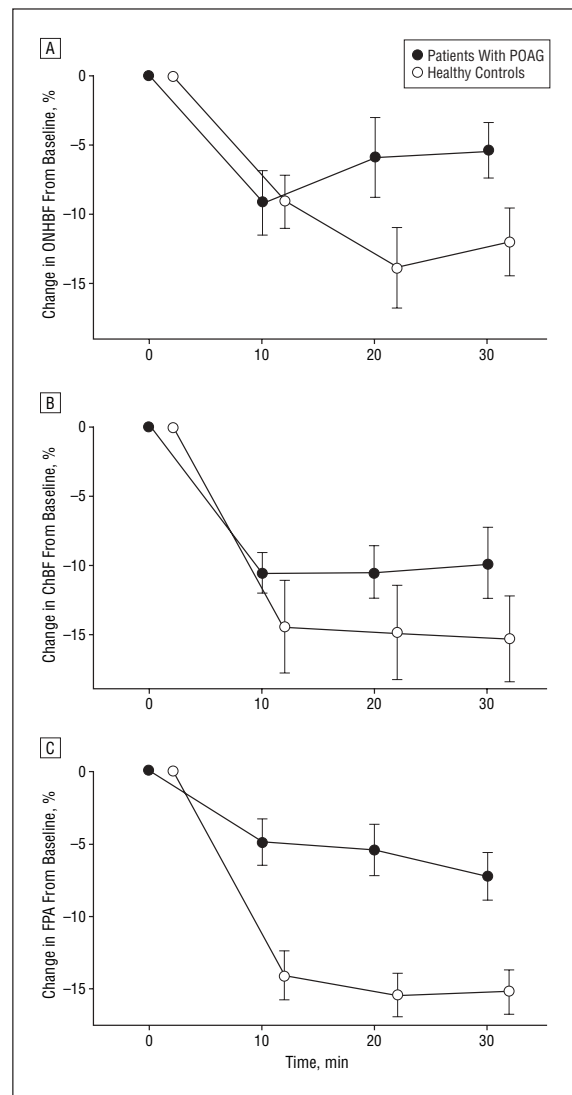 A
Patients With POAG
Healthy Controls
0
–5
–10
–15
Change in ONHBF From Baseline, %
0 10 20 30
B
0
–5
–10
–15
Change in ChBF From Baseline, %
0 10 20 30
C
0
–5
–10
–15
Change in FPA From Baseline, %
0 10 20 30
Time, min